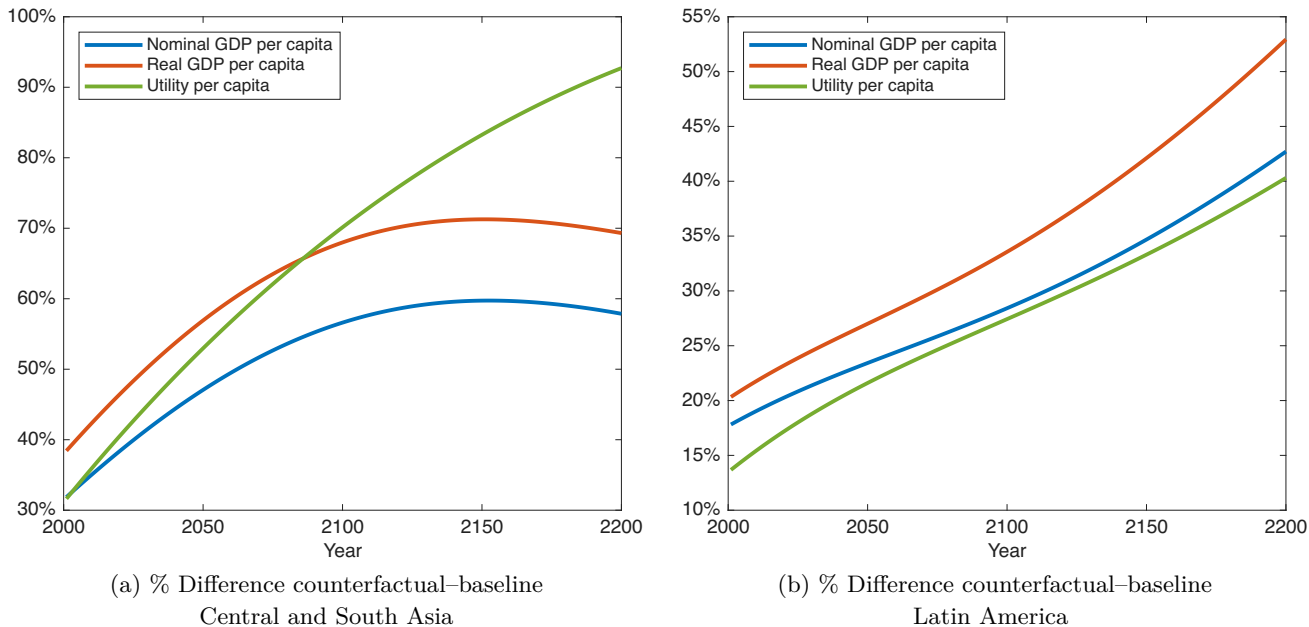 100%
90%
80%
70%
60%
50%
40%
30%
Nominal GDP per capita
Real GDP per capita
Utility per capita
2000 2050 2100 2150 2200
Year
(a) % Difference counterfactual–baseline
Central and South Asia
55%
50%
45%
40%
35%
30%
25%
20%
15%
10%
Nominal GDP per capita
Real GDP per capita
Utility per capita
2000 2050 2100 2150 2200
Year
(b) % Difference counterfactual–baseline
Latin America